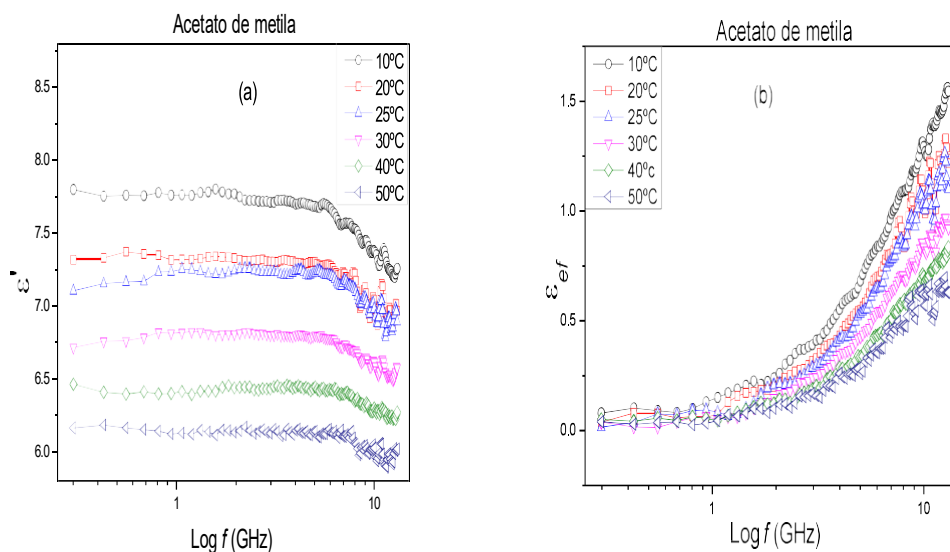 Acetato de metila
(a)
10ºC
20ºC
25ºC
30ºC
40ºC
50ºC
8.5
8.0
7.5
7.0
6.5
6.0
ε'
1
10
Log f (GHz)
Acetato de metila
(b)
10ºC
20ºC
25ºC
30ºC
40ºc
50ºC
1.5
1.0
0.5
0.0
ε ef
1
10
Log f (GHz)